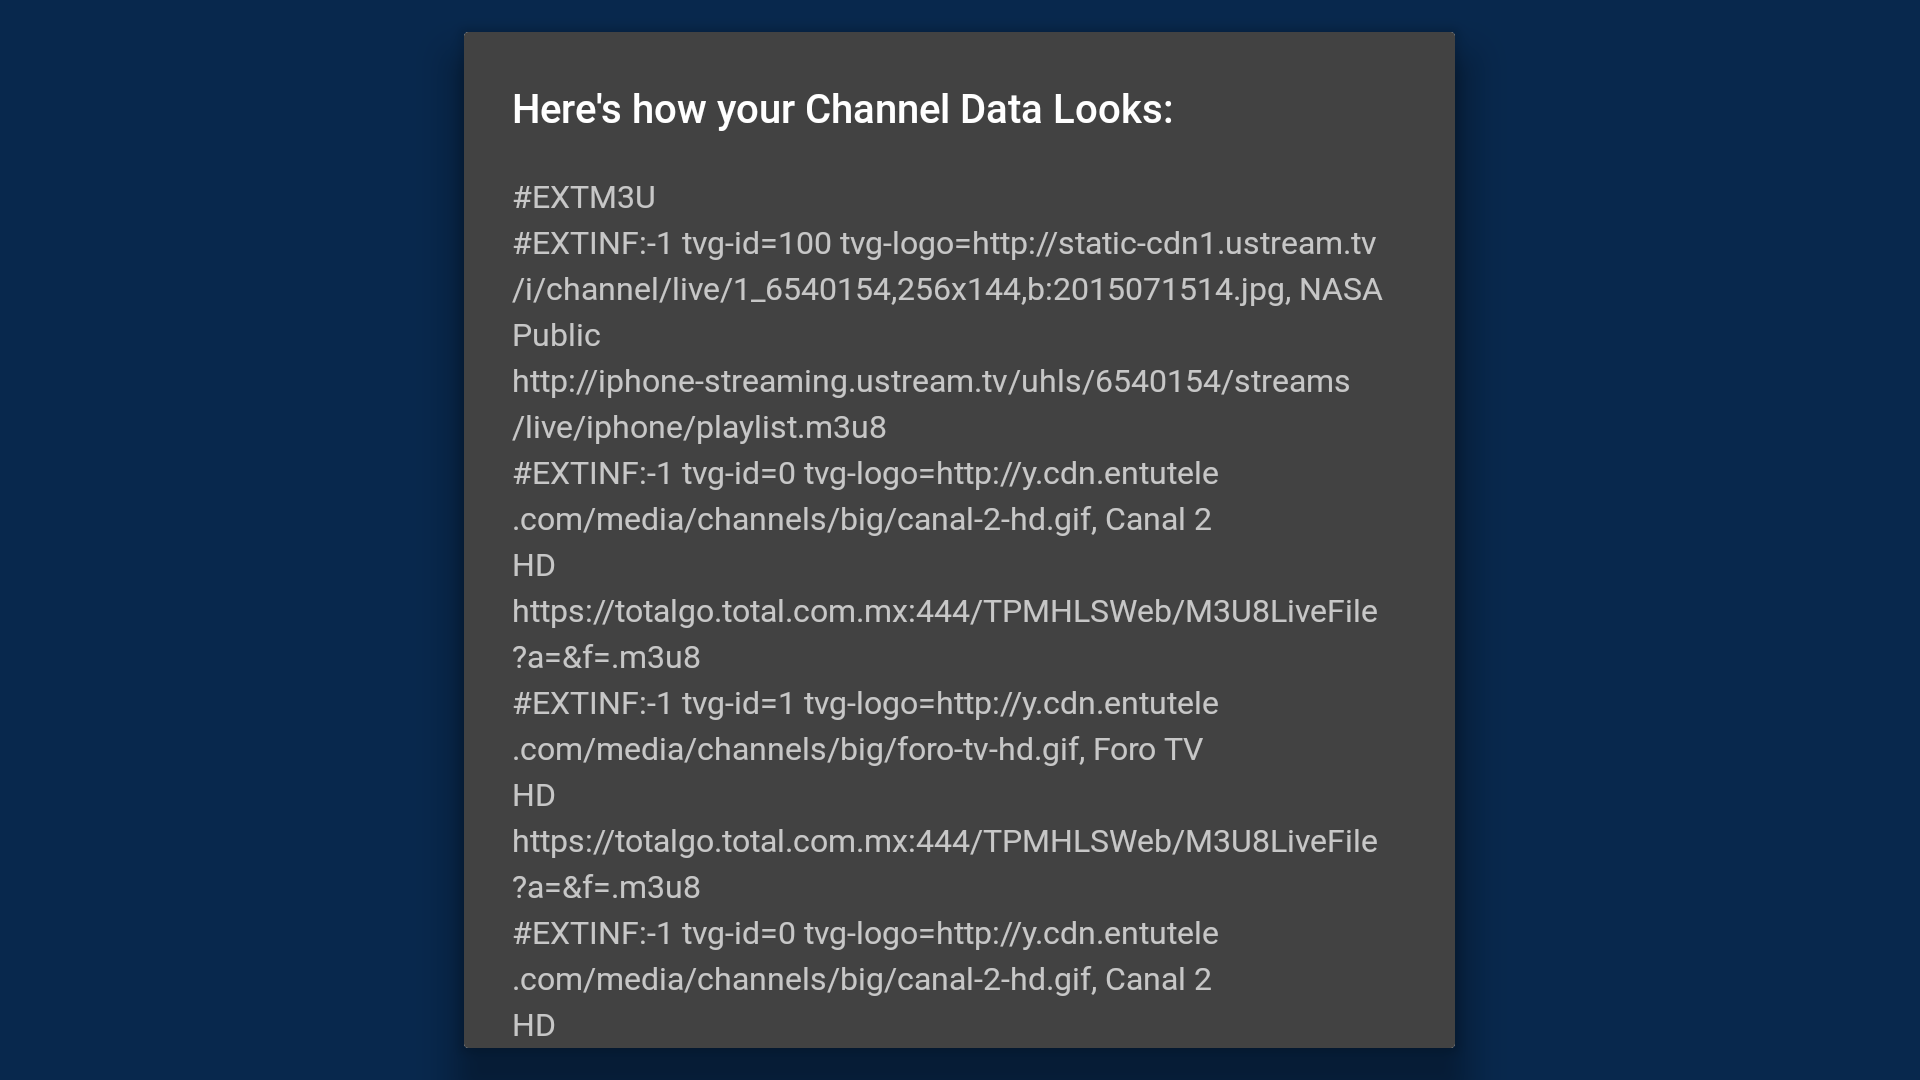 Here's how your Channel Data Looks:
#EXTM3U
#EXTINF:-1 tvg-id=100 tvg-logo=http://static-cdn1.ustream.tv
/i/channel/live/1_6540154,256x144,b:2015071514.jpg, NASA
Public
http://iphone-streaming.ustream.tv/uhls/6540154/streams
/live/iphone/playlist.m3u8
#EXTINF:-1 tvg-id=0 tvg-logo=http://y.cdn.entutele
.com/media/channels/big/canal-2-hd.gif, Canal 2
HD
https://totalgo.total.com.mx:444/TPMHLSWeb/M3U8LiveFile
?a=&f=.m3u8
#EXTINF:-1 tvg-id=1 tvg-logo=http://y.cdn.entutele
.com/media/channels/big/foro-tv-hd.gif, Foro TV
HD
https://totalgo.total.com.mx:444/TPMHLSWeb/M3U8LiveFile
?a=&f=.m3u8
#EXTINF:-1 tvg-id=0 tvg-logo=http://y.cdn.entutele
.com/media/channels/big/canal-2-hd.gif, Canal 2
HD